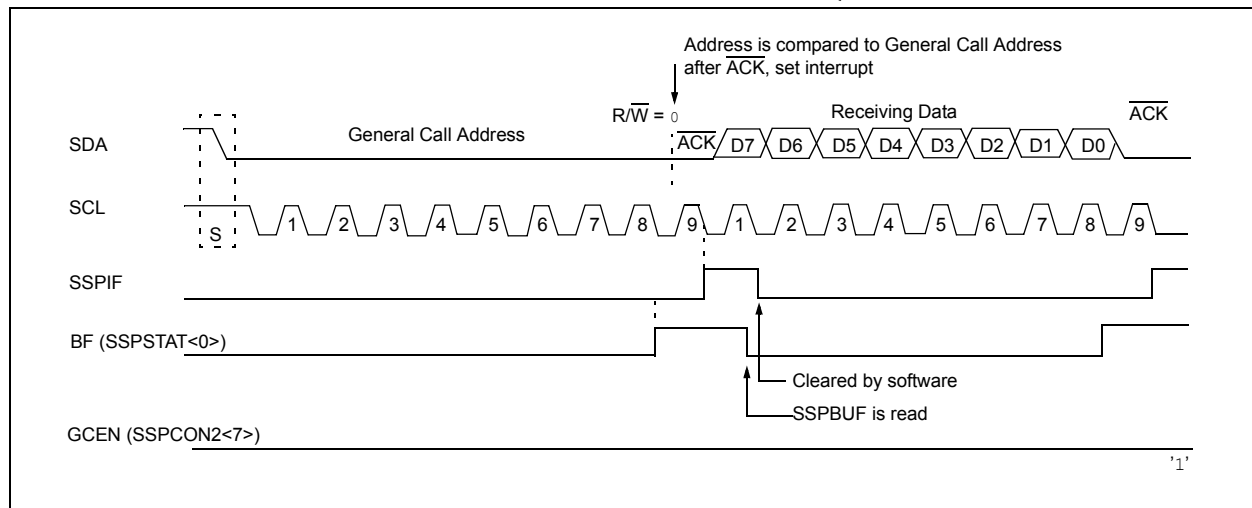 Address is compared to General Call Address
after ACK, set interrupt
R/W = 0
Receiving Data
ACK
SDA
General Call Address
ACK
D7 D6 D5 D4 D3 D2 D1 D0
SCL
S
1 2 3 4 5 6 7 8 9 1 2 3 4 5 6 7 8 9
SSPIF
BF (SSPSTAT<0>)
Cleared by software
SSPBUF is read
GCEN (SSPCON2<7>)
'1'